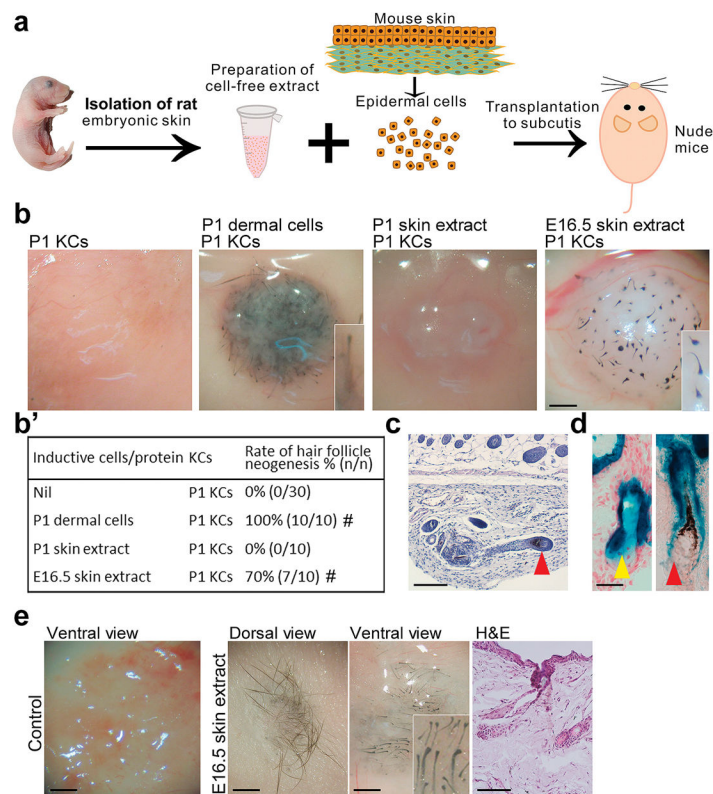 a
Mouse skin
Preparation of
cell-free extract
Isolation of rat
embryonic skin
Epidermal cells
Transplantation
to subcutis
Nude
mice
b
P1 KCs
P1 dermal cells
P1 KCs
P1 skin extract
P1 KCs
E16.5 skin extract
P1 KCs
b’
Inductive cells/protein KCs Rate of hair follicle
neogenesis % (n/n)
Nil P1 KCs 0% (0/30)
P1 dermal cells P1 KCs 100% (10/10) #
P1 skin extract P1 KCs 0% (0/10)
E16.5 skin extract P1 KCs 70% (7/10) #
c
d
e
Ventral view
Dorsal view
Ventral view
H&E
Control
E16.5 skin extract